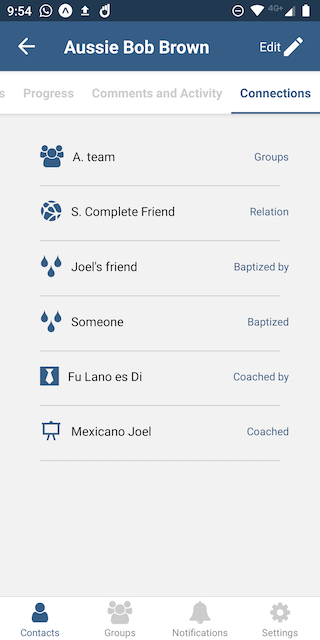 9:54 4G+
Aussie Bob Brown Edit
s Progress Comments and Activity Connections
A. team Groups
S. Complete Friend Relation
Joel's friend Baptized by
Someone Baptized
Fu Lano es Di Coached by
Mexicano Joel Coached
Contacts Groups Notifications Settings